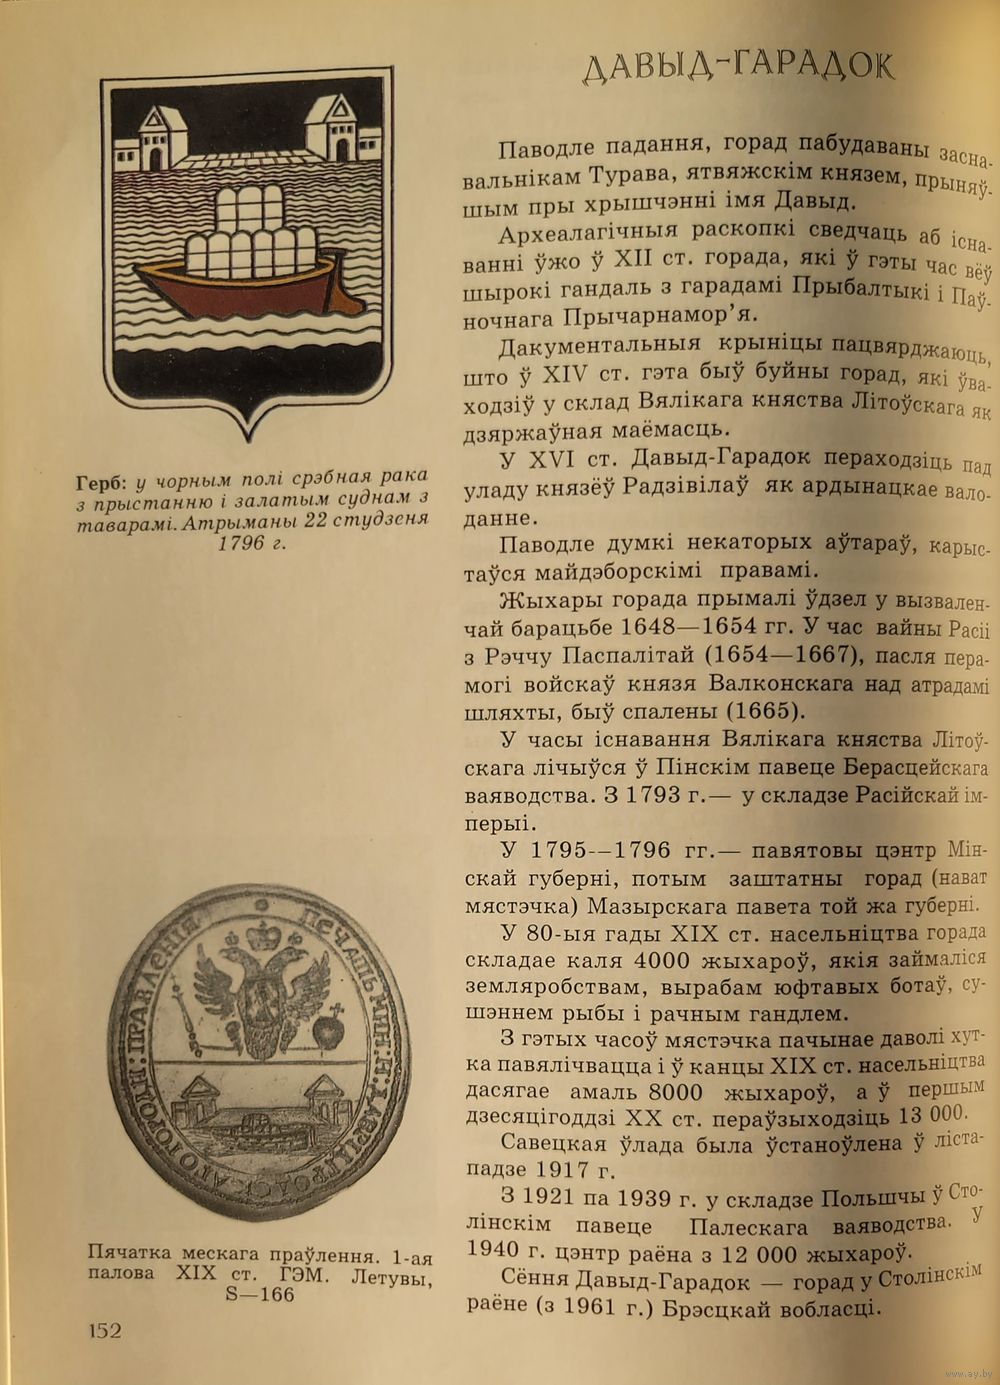 ДАВЫД-ГАРАДОК
Паводле падання, горад пабудаваны засна-
вальнікам Турава, ятвяжскім князем, прыняў-
шым пры хрышчэнні імя Давыд.
Археалагічныя раскопкі сведчаць аб існа-
ванні ўжо ў XII ст. горада, які ў гэты час вёў
шырокі гандаль з гарадамі Прыбалтыкі і Паў-
ночнага Прычарнамор’я.
Дакументальныя крыніцы пацвярджаюць,
што ў XIV ст. гэта быў буйны горад, які ўва-
ходзіў у склад Вялікага княства Літоўскага як
дзяржаўная маёмасць.
У XVI ст. Давыд-Гарадок пераходзіць пад
уладу князёў Радзівілаў як ардынацкае вало-
данне.
Паводле думкі некаторых аўтараў, карыс-
таўся майдэборскімі правамі.
Жыхары горада прымалі ўдзел у вызвален-
чай барацьбе 1648—1654 гг. У час вайны Расіі
з Рэччу Паспалітай (1654—1667), пасля пера-
могі войскаў князя Валконскага над атрадамі
шляхты, быў спалены (1665).
У часы існавання Вялікага княства Літоў-
скага лічыўся ў Пінскім павеце Берасцейскага
ваяводства. З 1793 г.— у складзе Расійскай ім-
перыі.
У 1795—1796 гг.— павятовы цэнтр Мін-
скай губерні, потым заштатны горад (нават
мястэчка) Мазырскага павета той жа губерні.
У 80-ыя гады XIX ст. насельніцтва горада
складае каля 4000 жыхароў, якія займаліся
земляробствам, вырабам юфтавых ботаў, су-
шэннем рыбы і рачным гандлем.
З гэтых часоў мястэчка пачынае даволі хут-
ка павялічвацца і ў канцы XIX ст. насельніцтва
дасягае амаль 8000 жыхароў, а ў першым
дзесяцігоддзі XX ст. пераўзыходзіць 13 000.
Савецкая ўлада была ўстаноўлена ў ліста-
падзе 1917 г.
З 1921 па 1939 г. у складзе Польшчы ў Сто-
лінскім павеце Палескага ваяводства. У
1940 г. цэнтр раёна з 12 000 жыхароў.
Сёння Давыд-Гарадок — горад у Столінскім
раёне (з 1961 г.) Брэсцкай вобласці.
Герб: у чорным полі срэбная рака
з прыстанню і залатым суднам з
таварамі. Атрыманы 22 студзеня
1796 г.
Пячатка мескага праўлення. 1-ая
палова XIX ст. ГЭМ. Летувы,
S—166
152
www.ay.by